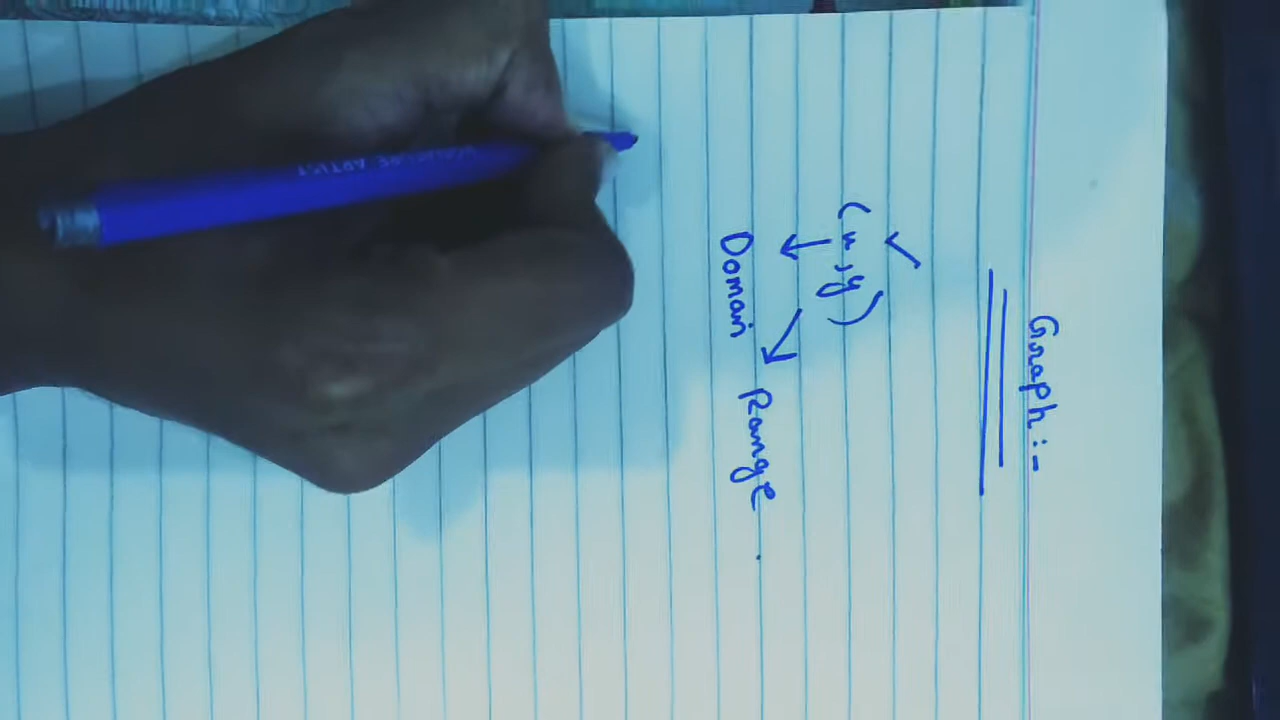 Graph :-
(x, y)
Domain Range .